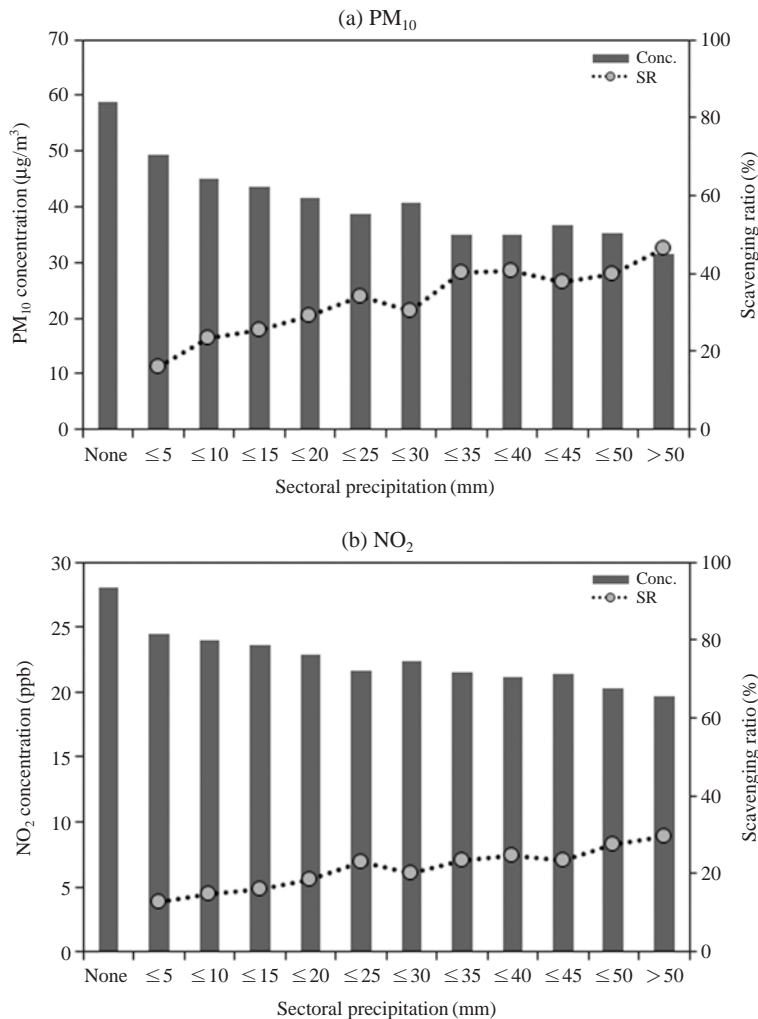 (a) PM₁₀
70
60
50
40
30
20
10
0
PM₁₀ concentration (µg/m³)
Conc.
SR
100
80
60
40
20
0
Scavenging ratio (%)
None ≤5 ≤10 ≤15 ≤20 ≤25 ≤30 ≤35 ≤40 ≤45 ≤50 >50
Sectoral precipitation (mm)
(b) NO₂
30
25
20
15
10
5
0
NO₂ concentration (ppb)
Conc.
SR
100
80
60
40
20
0
Scavenging ratio (%)
None ≤5 ≤10 ≤15 ≤20 ≤25 ≤30 ≤35 ≤40 ≤45 ≤50 >50
Sectoral precipitation (mm)